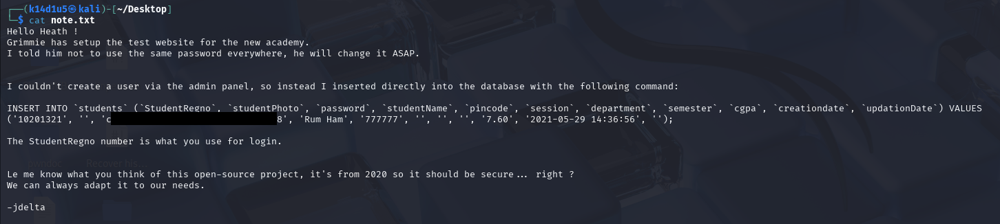 ┌──(k14d1u5㉿kali)-[~/Desktop]
└─$ cat note.txt
Hello Heath !
Grimmie has setup the test website for the new academy.
I told him not to use the same password everywhere, he will change it ASAP.
I couldn't create a user via the admin panel, so instead I inserted directly into the database with the following command:
INSERT INTO `students` (`StudentRegno`, `studentPhoto`, `password`, `studentName`, `pincode`, `session`, `department`, `semester`, `cgpa`, `creationdate`, `updationDate`) VALUES
('10201321', '', 'c 8', 'Rum Ham', '777777', '', '', '', '7.60', '2021-05-29 14:36:56', '');
The StudentRegno number is what you use for login.
Le me know what you think of this open-source project, it's from 2020 so it should be secure... right ?
We can always adapt it to our needs.
-jdelta